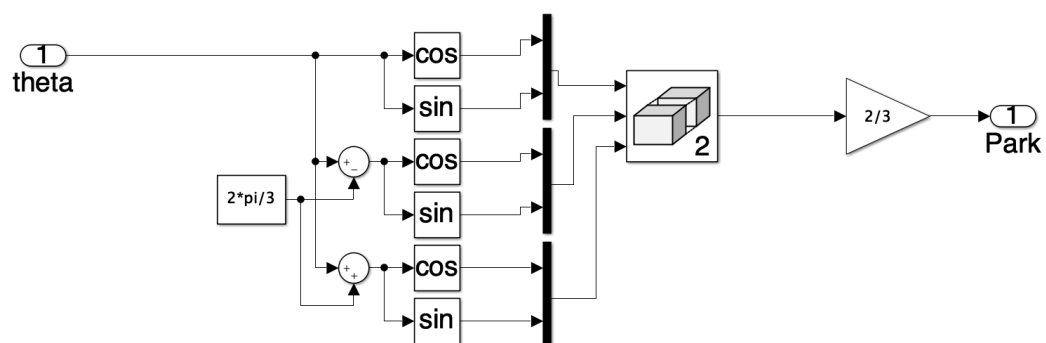 1
theta
cos
sin
2*pi/3
+
−
cos
sin
+
+
cos
sin
2
2/3
1
Park